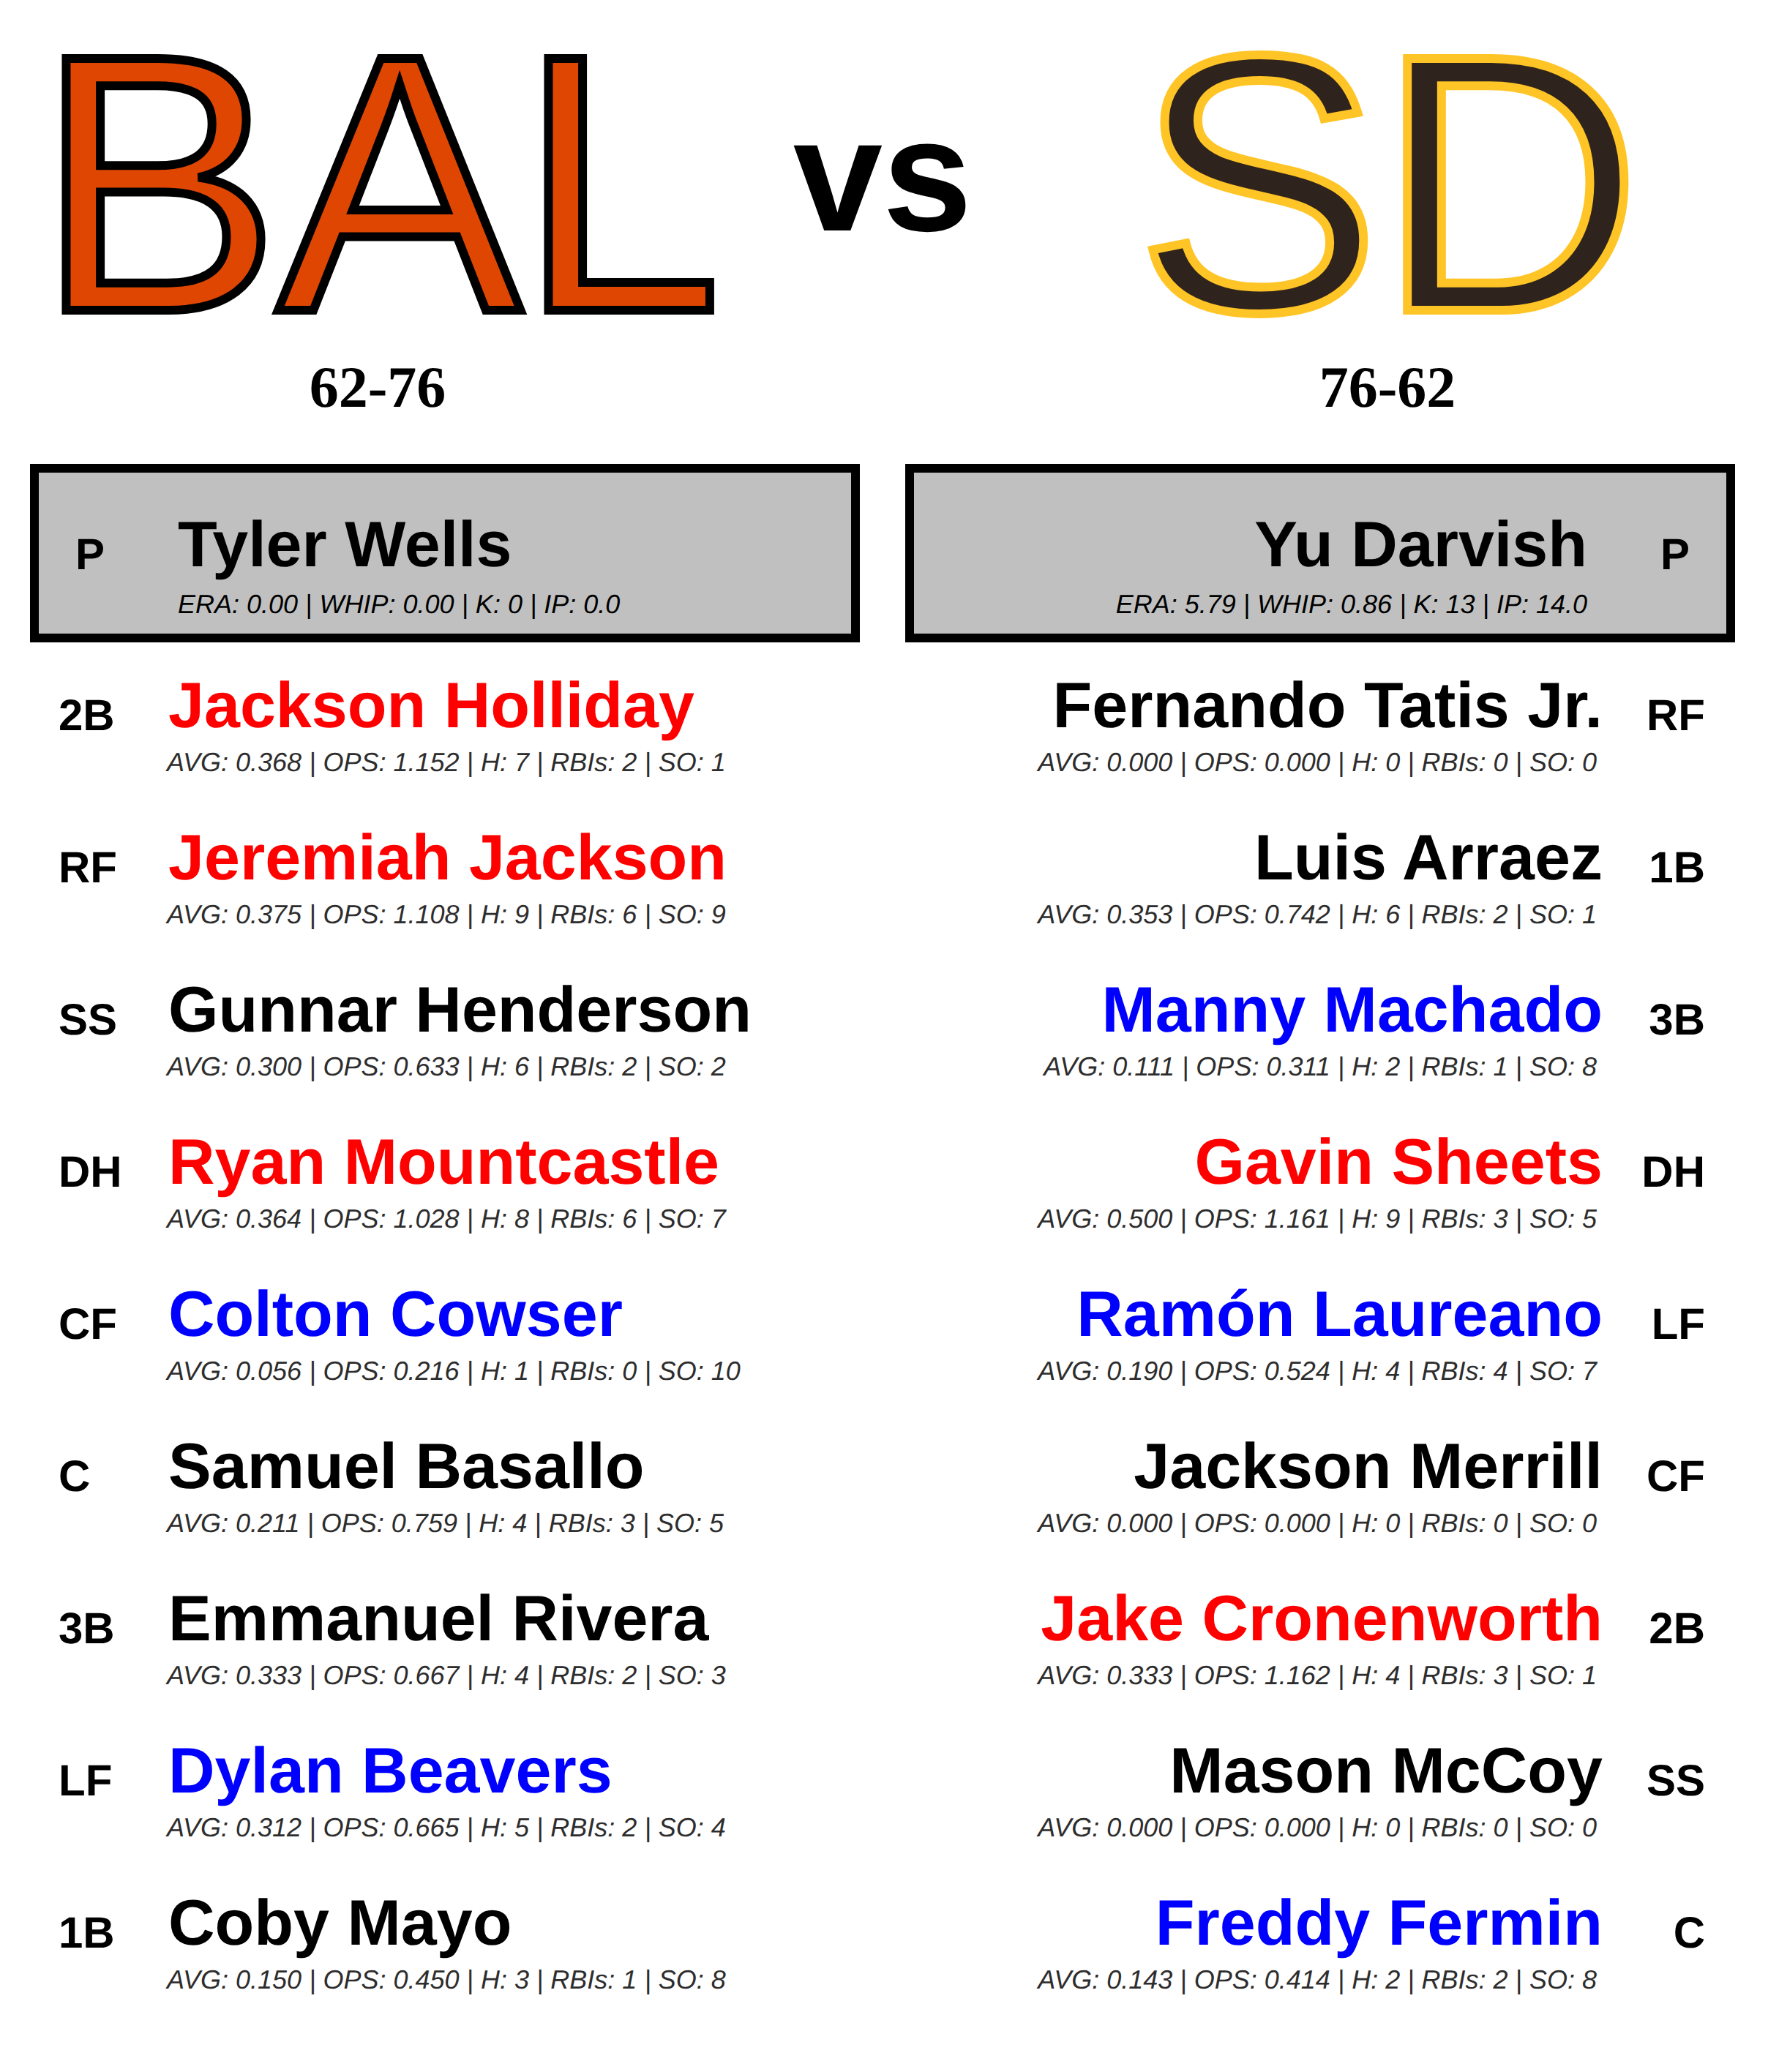 BAL vs SD
62-76 76-62
P Tyler Wells
ERA: 0.00 | WHIP: 0.00 | K: 0 | IP: 0.0
Yu Darvish P
ERA: 5.79 | WHIP: 0.86 | K: 13 | IP: 14.0
2B Jackson Holliday
AVG: 0.368 | OPS: 1.152 | H: 7 | RBIs: 2 | SO: 1
RF Jeremiah Jackson
AVG: 0.375 | OPS: 1.108 | H: 9 | RBIs: 6 | SO: 9
SS Gunnar Henderson
AVG: 0.300 | OPS: 0.633 | H: 6 | RBIs: 2 | SO: 2
DH Ryan Mountcastle
AVG: 0.364 | OPS: 1.028 | H: 8 | RBIs: 6 | SO: 7
CF Colton Cowser
AVG: 0.056 | OPS: 0.216 | H: 1 | RBIs: 0 | SO: 10
C Samuel Basallo
AVG: 0.211 | OPS: 0.759 | H: 4 | RBIs: 3 | SO: 5
3B Emmanuel Rivera
AVG: 0.333 | OPS: 0.667 | H: 4 | RBIs: 2 | SO: 3
LF Dylan Beavers
AVG: 0.312 | OPS: 0.665 | H: 5 | RBIs: 2 | SO: 4
1B Coby Mayo
AVG: 0.150 | OPS: 0.450 | H: 3 | RBIs: 1 | SO: 8
Fernando Tatis Jr. RF
AVG: 0.000 | OPS: 0.000 | H: 0 | RBIs: 0 | SO: 0
Luis Arraez 1B
AVG: 0.353 | OPS: 0.742 | H: 6 | RBIs: 2 | SO: 1
Manny Machado 3B
AVG: 0.111 | OPS: 0.311 | H: 2 | RBIs: 1 | SO: 8
Gavin Sheets DH
AVG: 0.500 | OPS: 1.161 | H: 9 | RBIs: 3 | SO: 5
Ramón Laureano LF
AVG: 0.190 | OPS: 0.524 | H: 4 | RBIs: 4 | SO: 7
Jackson Merrill CF
AVG: 0.000 | OPS: 0.000 | H: 0 | RBIs: 0 | SO: 0
Jake Cronenworth 2B
AVG: 0.333 | OPS: 1.162 | H: 4 | RBIs: 3 | SO: 1
Mason McCoy SS
AVG: 0.000 | OPS: 0.000 | H: 0 | RBIs: 0 | SO: 0
Freddy Fermin C
AVG: 0.143 | OPS: 0.414 | H: 2 | RBIs: 2 | SO: 8